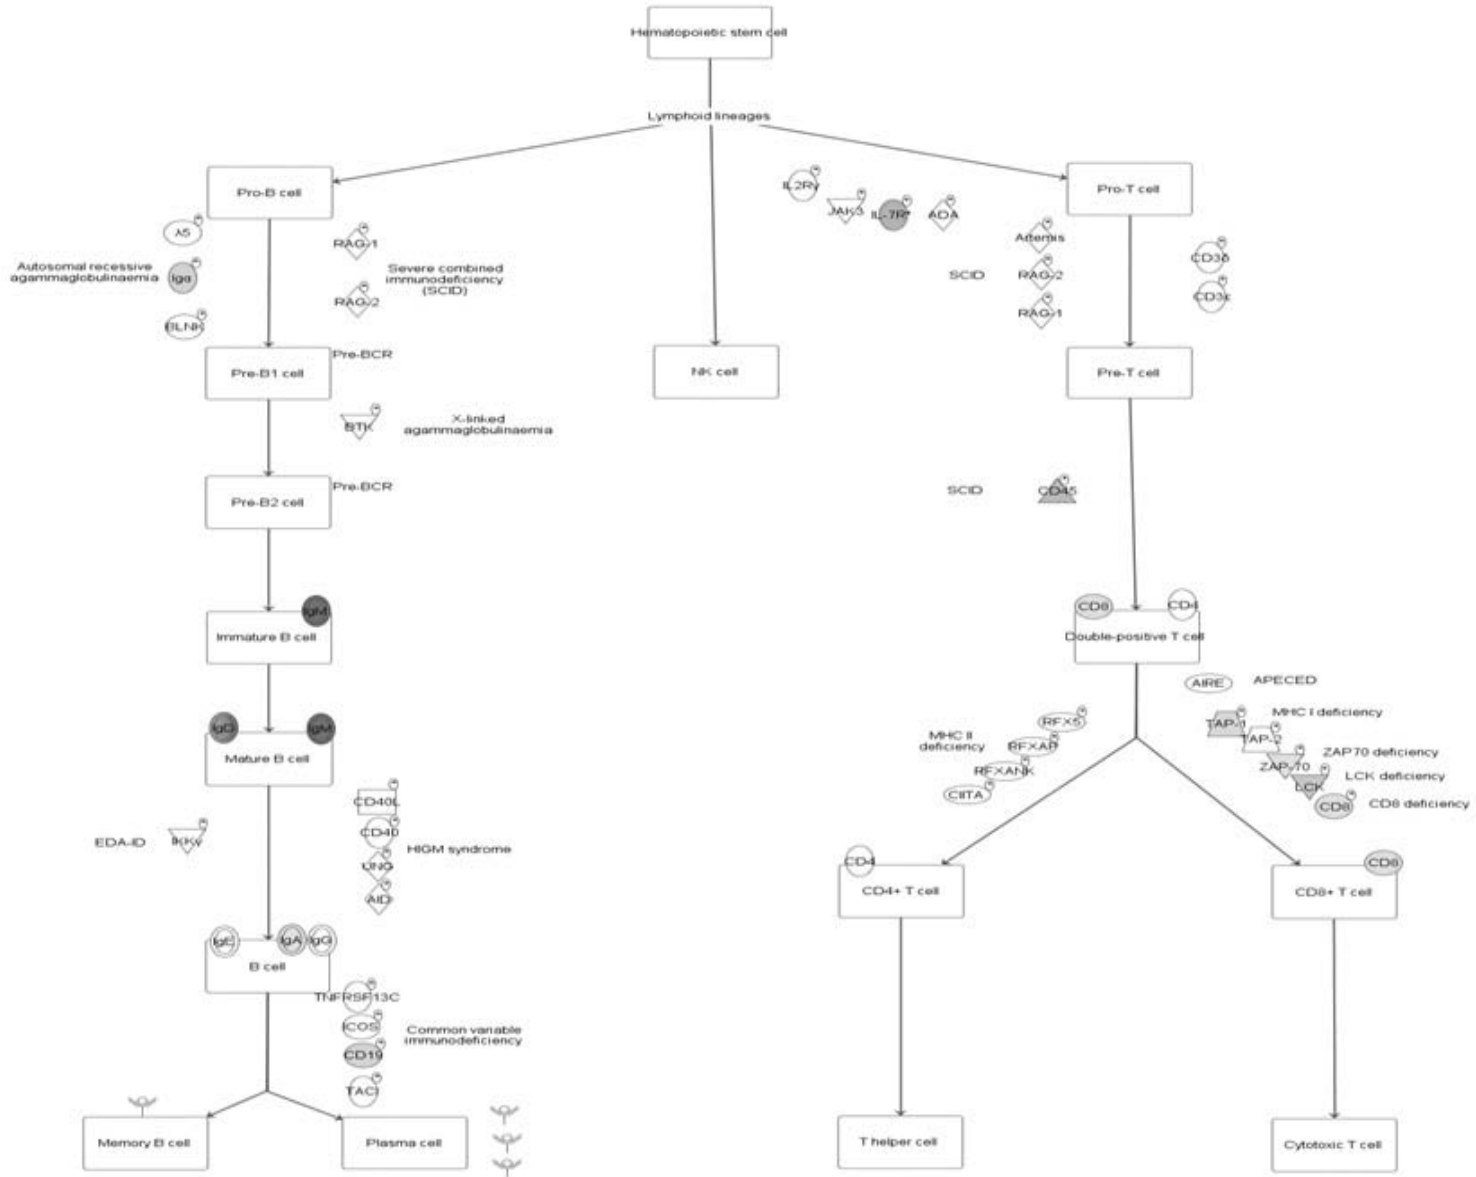 Hematopoietic stem cell
Lymphoid lineages
Pro-B cell
Pro-T cell
IL2Rγ
JAK3
IL-7R*
ADA
λ5
RAG-1
Artemis
CD3δ
Autosomal recessive
agammaglobulinaemia
Igα
Severe combined
immunodeficiency
(SCID)
SCID
RAG-2
RAG-2
CD3ε
RAG-1
BLNK
Pre-BCR
Pre-B1 cell
NK cell
Pre-T cell
BTK
X-linked
agammaglobulinaemia
Pre-BCR
Pre-B2 cell
SCID
CD45
IgM
Immature B cell
CD8
CD4
Double-positive T cell
AIRE
APECED
IgD
IgM
Mature B cell
MHC II
deficiency
RFX5
RFXAP
RFXANK
CIITA
TAP-1
MHC I deficiency
TAP-2
ZAP-70
ZAP70 deficiency
LCK
LCK deficiency
CD8
CD8 deficiency
EDA-ID
IKKγ
CD40L
CD40
UNG
AID
HIGM syndrome
CD4
CD4+ T cell
CD8
CD8+ T cell
IgE
IgA
IgG
B cell
TNFRSF13C
ICOS
CD19
TACI
Common variable
immunodeficiency
Memory B cell
Plasma cell
T helper cell
Cytotoxic T cell